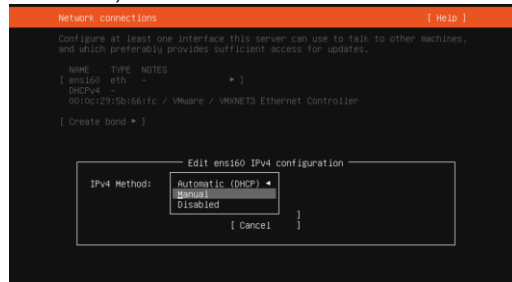 Network connections [ Help ]
Configure at least one interface this server can use to talk to other machines,
and which preferably provides sufficient access for updates.
NAME TYPE NOTES
[ ens160 eth - ► ]
DHCPv4 -
00:0c:29:5b:66:fc / VMware / VMXNET3 Ethernet Controller
[ Create bond ► ]
Edit ens160 IPv4 configuration
IPv4 Method: Automatic (DHCP) ◄
Manual
Disabled
]
[ Cancel ]